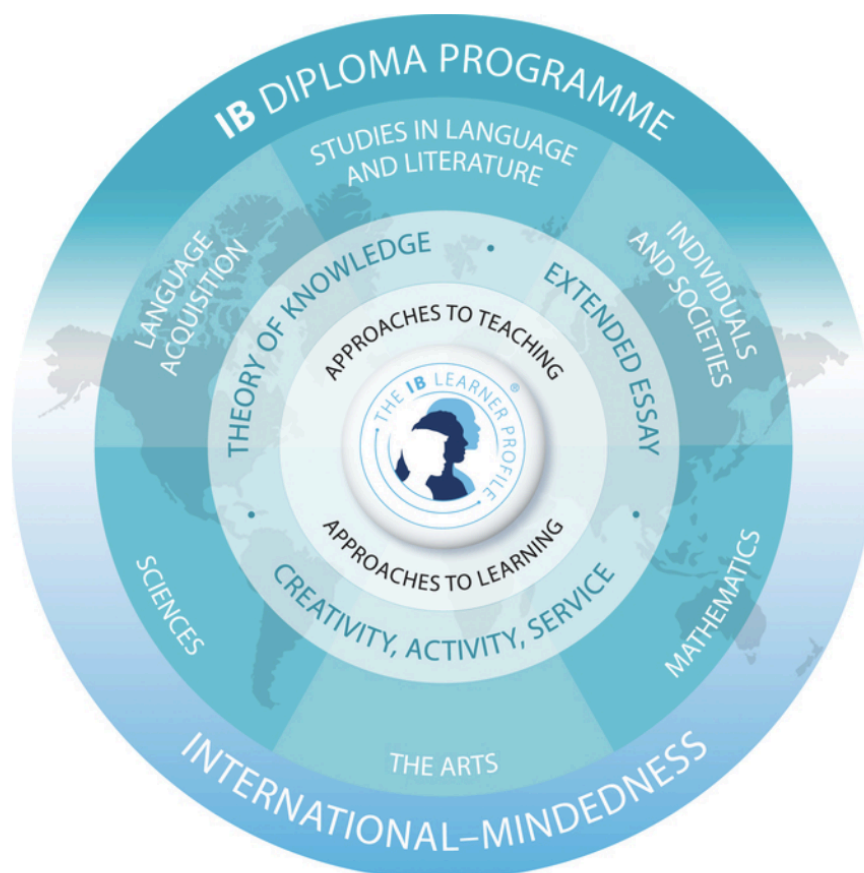 IB DIPLOMA PROGRAMME
STUDIES IN LANGUAGE
AND LITERATURE
LANGUAGE
ACQUISITION
INDIVIDUALS
AND SOCIETIES
THEORY OF KNOWLEDGE
•
EXTENDED ESSAY
APPROACHES TO TEACHING
THE IB LEARNER PROFILE
®
APPROACHES TO LEARNING
•
CREATIVITY, ACTIVITY, SERVICE
•
SCIENCES
MATHEMATICS
THE ARTS
INTERNATIONAL–MINDEDNESS